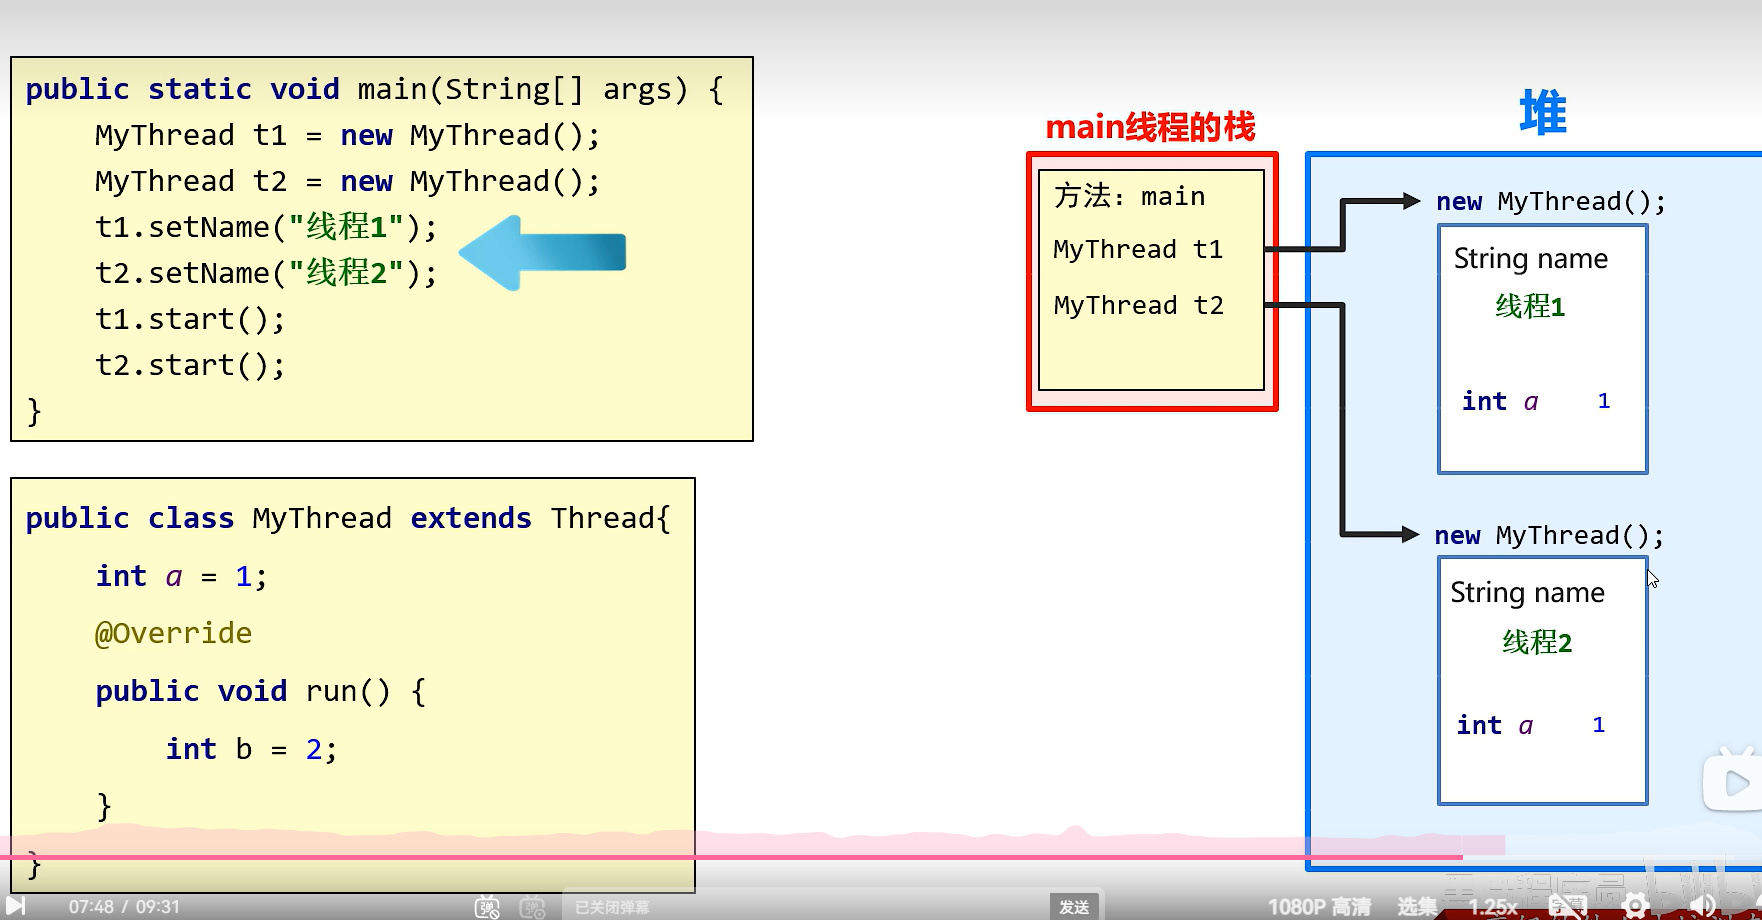 public static void main(String[] args) {
MyThread t1 = new MyThread();
MyThread t2 = new MyThread();
t1.setName("线程1");
t2.setName("线程2");
t1.start();
t2.start();
}
public class MyThread extends Thread{
int a = 1;
@Override
public void run() {
int b = 2;
}
}
main线程的栈
方法: main
MyThread t1
MyThread t2
堆
new MyThread();
String name
线程1
int a 1
new MyThread();
String name
线程2
int a 1
07:48 / 09:31
弹
弹
已关闭弹幕
发送
1080P 高清
选集
1.25x
字幕